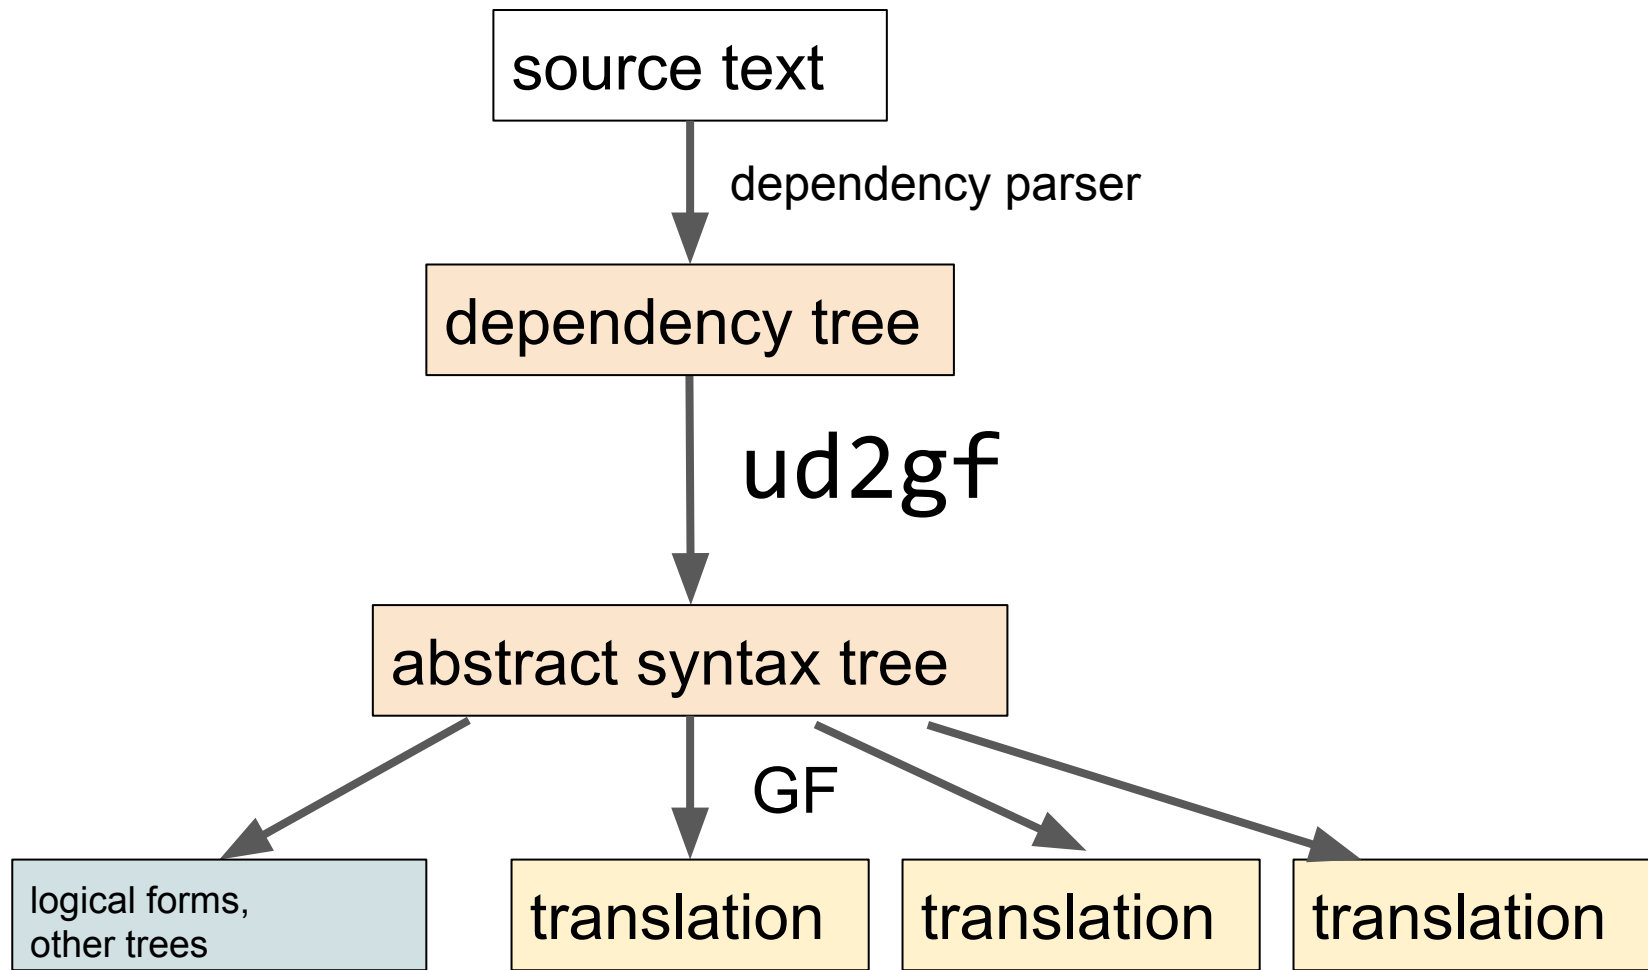 source text
dependency parser
dependency tree
ud2gf
abstract syntax tree
GF
logical forms,
other trees
translation
translation
translation